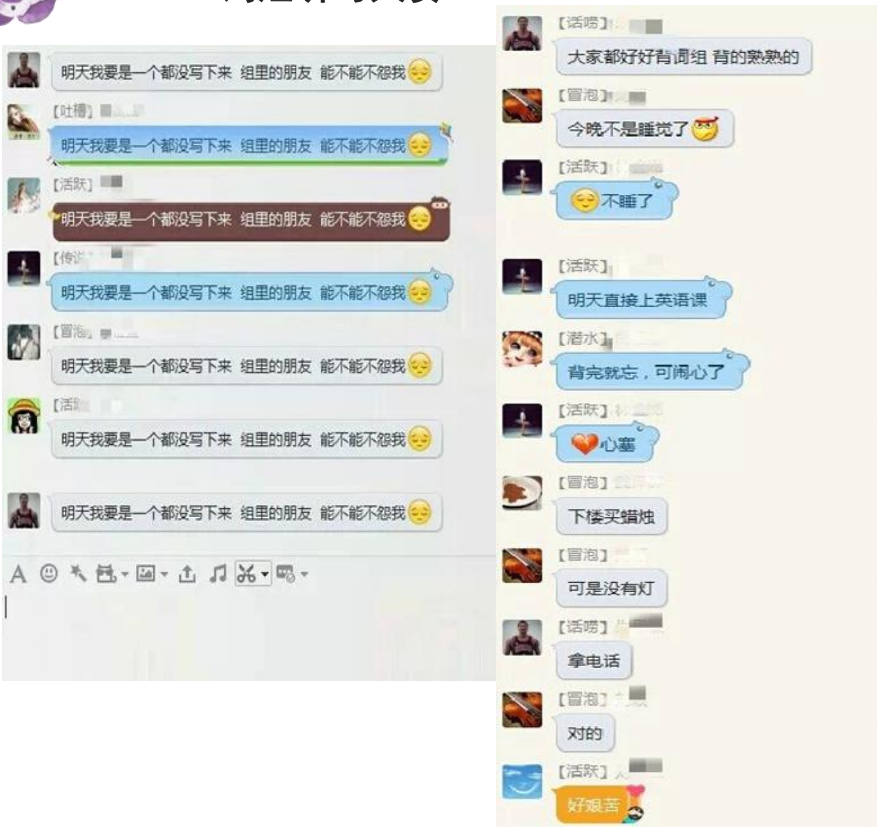 明天我要是一个都没写下来 组里的朋友 能不能不怨我
【吐槽】
明天我要是一个都没写下来 组里的朋友 能不能不怨我
【活跃】
明天我要是一个都没写下来 组里的朋友 能不能不怨我
【传说
明天我要是一个都没写下来 组里的朋友 能不能不怨我
【冒泡】
明天我要是一个都没写下来 组里的朋友 能不能不怨我
【活
明天我要是一个都没写下来 组里的朋友 能不能不怨我
明天我要是一个都没写下来 组里的朋友 能不能不怨我
A
【话唠】
大家都好好背词组 背的熟熟的
【冒泡】
今晚不是睡觉了
【活跃】
不睡了
【活跃】
明天直接上英语课
【潜水】
背完就忘，可闹心了
【活跃】
心塞
【冒泡】
下楼买蜡烛
【冒泡】
可是没有灯
【话唠】
拿电话
【冒泡】
对的
【活跃】
好艰苦